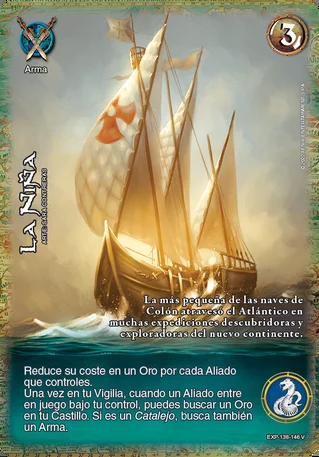 Arma
3
LA NIÑA
La más pequeña de las naves de
Colón atravesó el Atlántico en
muchas expediciones descubridoras y
exploradoras del nuevo continente.
Reduce su coste en un Oro por cada Aliado
que controles.
Una vez en tu Vigilia, cuando un Aliado entre
en juego bajo tu control, puedes buscar un Oro
en tu Castillo. Si es un Catalejo, busca también
un Arma.
EXP-138-146 V